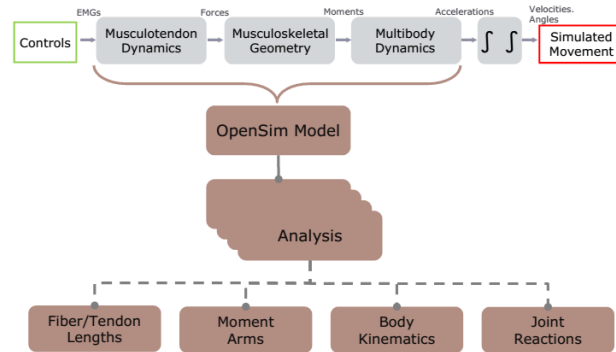 EMGs
Forces
Moments
Accelerations
Velocities.
Angles
Controls
Musculotendon
Dynamics
Musculoskeletal
Geometry
Multibody
Dynamics
∫ ∫
Simulated
Movement
OpenSim Model
Analysis
Fiber/Tendon
Lengths
Moment
Arms
Body
Kinematics
Joint
Reactions